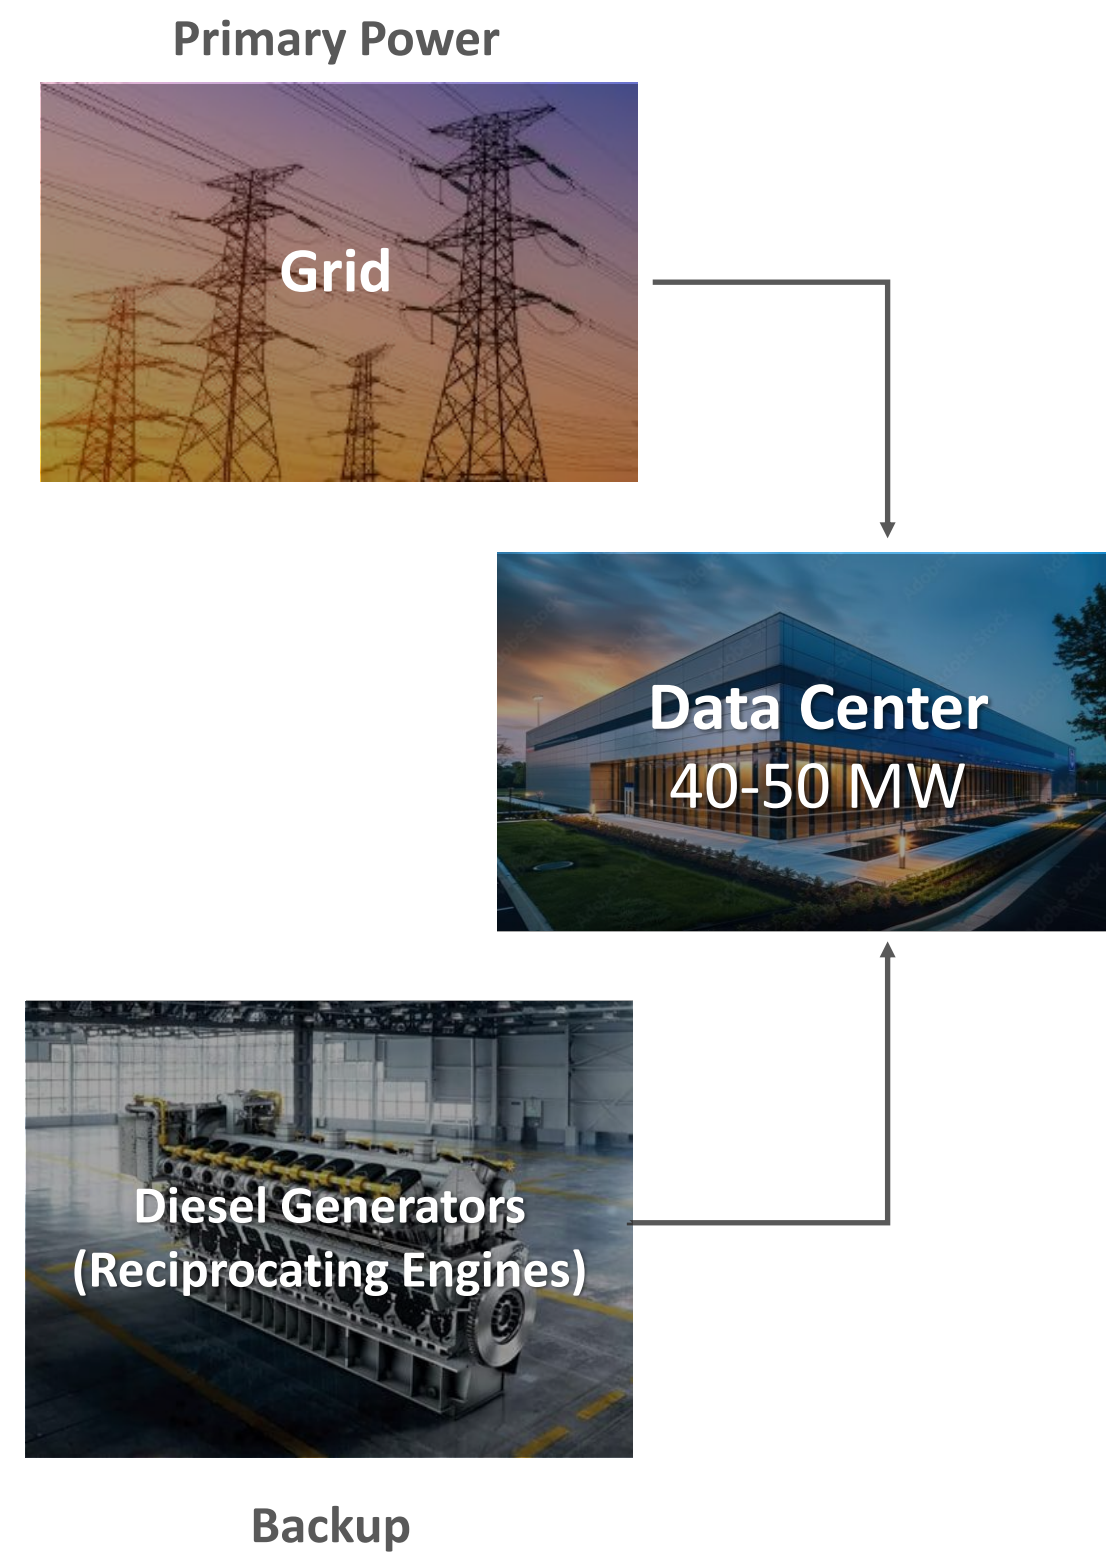 Primary Power
Grid
Data Center
40-50 MW
Diesel Generators
(Reciprocating Engines)
Backup